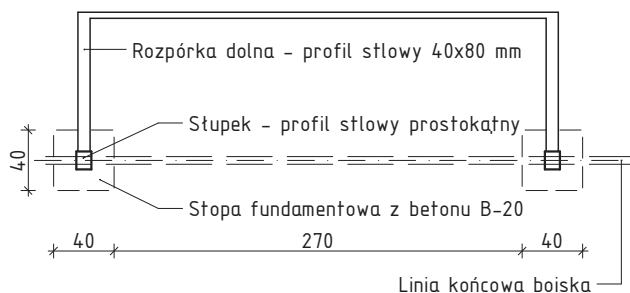 Rozpórka dolna - profil stlowy 40x80 mm
Słupek - profil stlowy prostokątny
40
Stopa fundamentowa z betonu B-20
40 270 40
Linia końcowa boiska